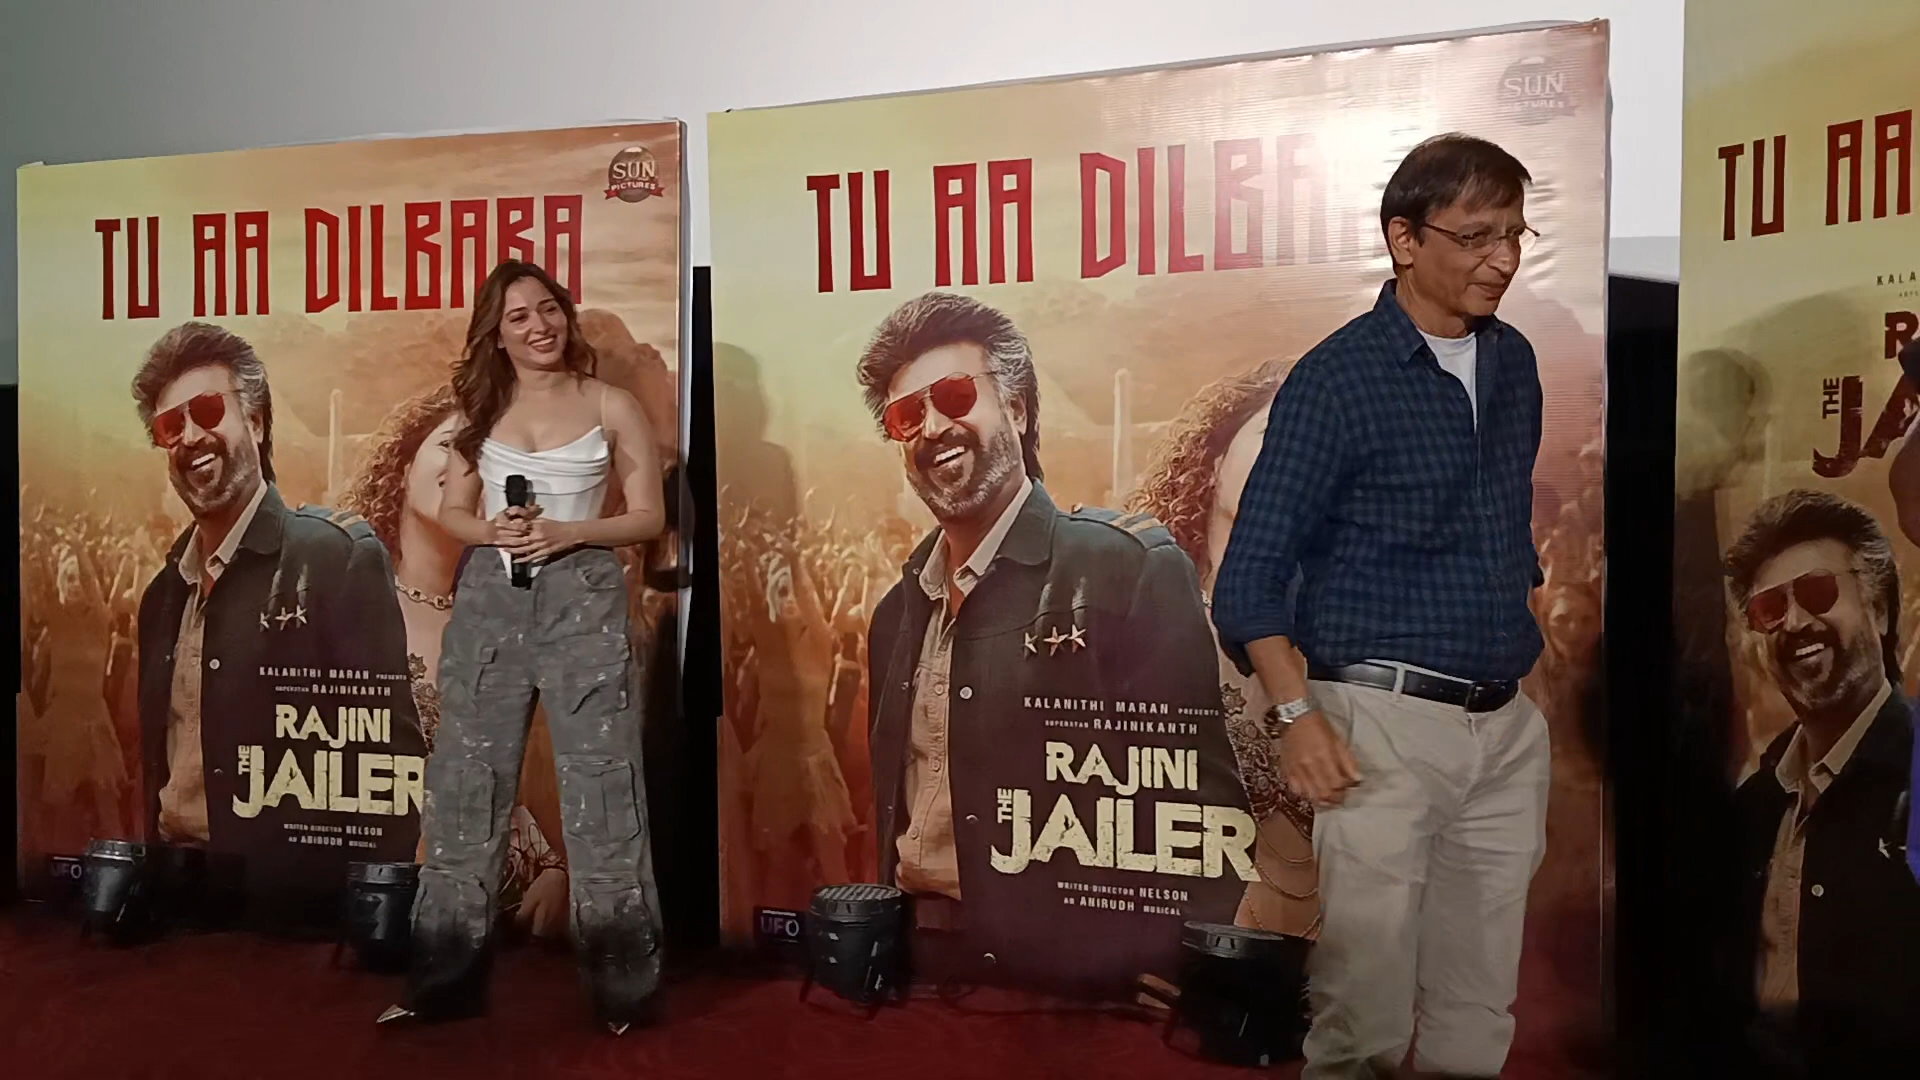 TU AA DILBARA
SUN
PICTURES
KALANITHI MARAN PRESENTS
SUPERSTAR RAJINIKANTH
RAJINI
THE
JAILER
WRITER-DIRECTOR NELSON
AN ANIRUDH MUSICAL
UFO
TU AA DILBA
SUN
PICTURES
KALANITHI MARAN PRESENTS
SUPERSTAR RAJINIKANTH
RAJINI
THE
JAILER
WRITER-DIRECTOR NELSON
AN ANIRUDH MUSICAL
UFO
TU AA
KALA
R
THE
JA